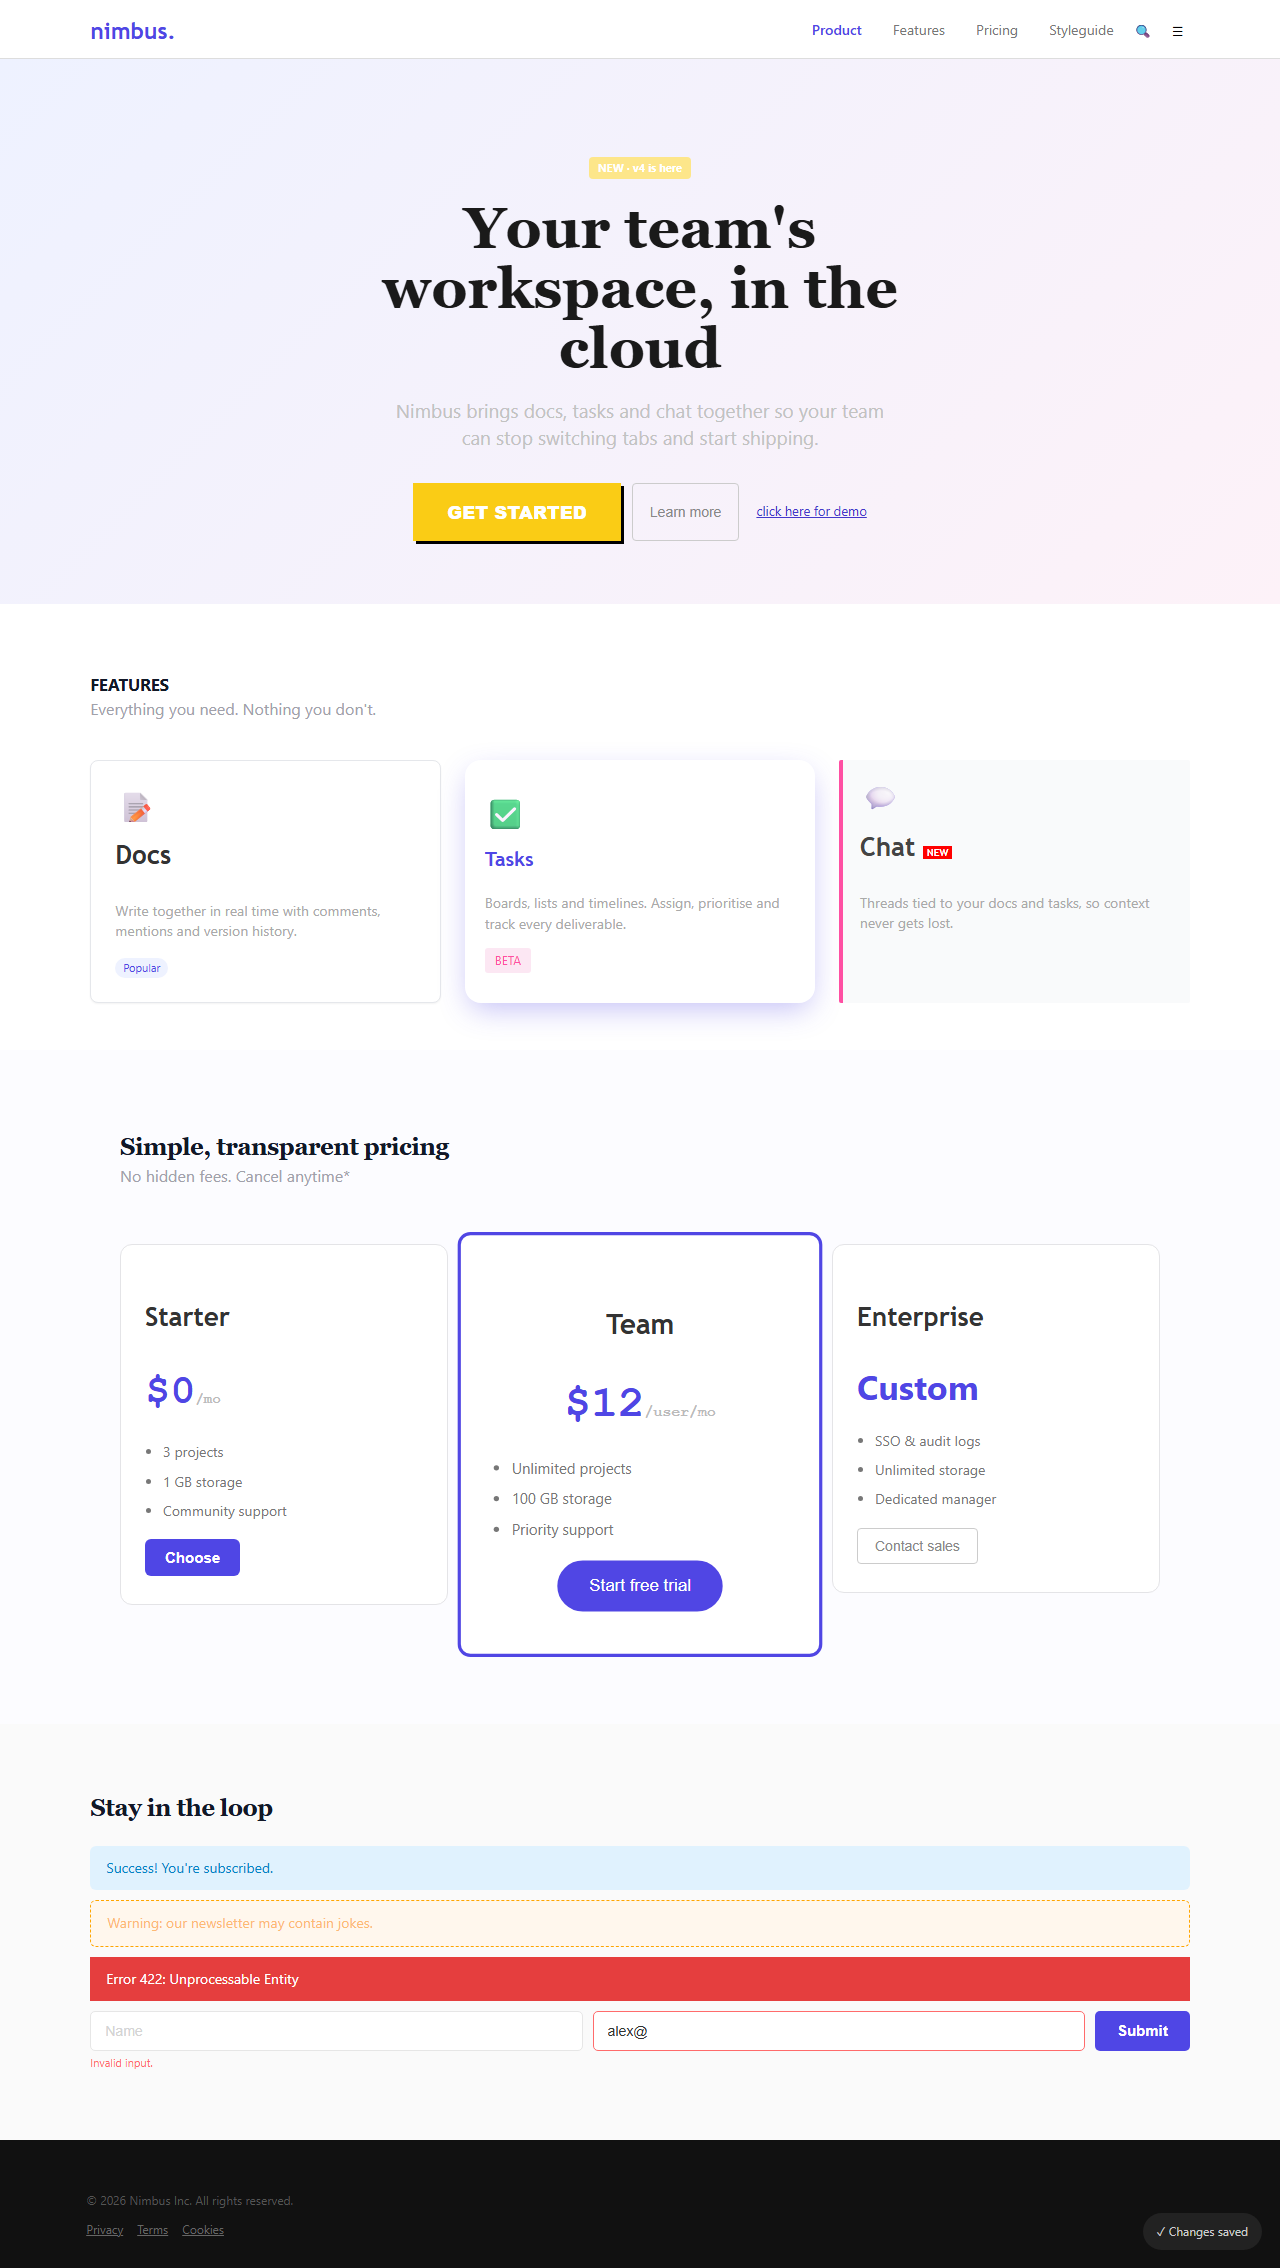 nimbus.
Product Features Pricing Styleguide
NEW · v4 is here
Your team's
workspace, in the
cloud
Nimbus brings docs, tasks and chat together so your team
can stop switching tabs and start shipping.
GET STARTED Learn more click here for demo
FEATURES
Everything you need. Nothing you don't.
Docs
Write together in real time with comments,
mentions and version history.
Popular
Tasks
Boards, lists and timelines. Assign, prioritise and
track every deliverable.
BETA
Chat NEW
Threads tied to your docs and tasks, so context
never gets lost.
Simple, transparent pricing
No hidden fees. Cancel anytime*
Starter
$0/mo
• 3 projects
• 1 GB storage
• Community support
Choose
Team
$12/user/mo
• Unlimited projects
• 100 GB storage
• Priority support
Start free trial
Enterprise
Custom
• SSO & audit logs
• Unlimited storage
• Dedicated manager
Contact sales
Stay in the loop
Success! You're subscribed.
Warning: our newsletter may contain jokes.
Error 422: Unprocessable Entity
Name alex@ Submit
Invalid input.
© 2026 Nimbus Inc. All rights reserved.
Privacy Terms Cookies
✓ Changes saved